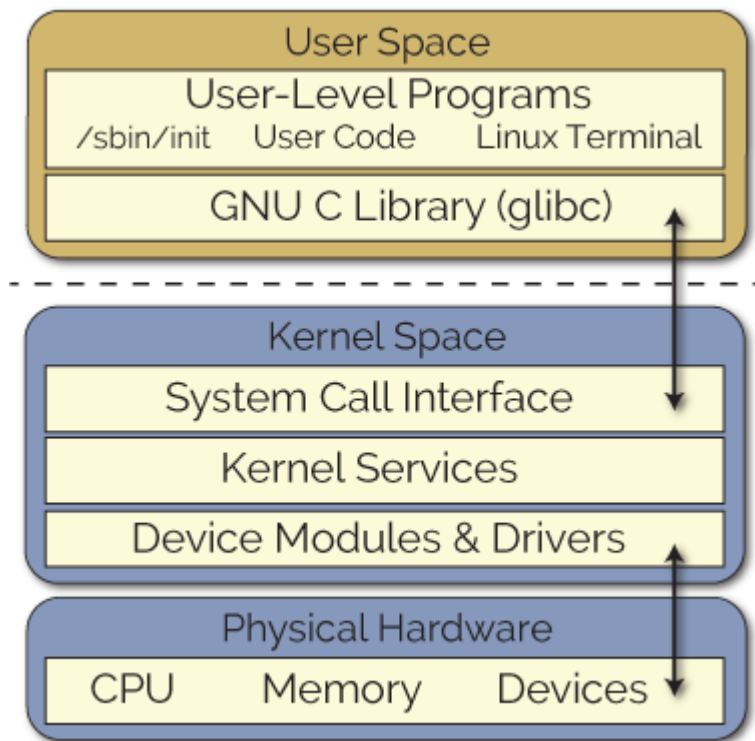 User Space
User-Level Programs
/sbin/init User Code Linux Terminal
GNU C Library (glibc)
Kernel Space
System Call Interface
Kernel Services
Device Modules & Drivers
Physical Hardware
CPU Memory Devices